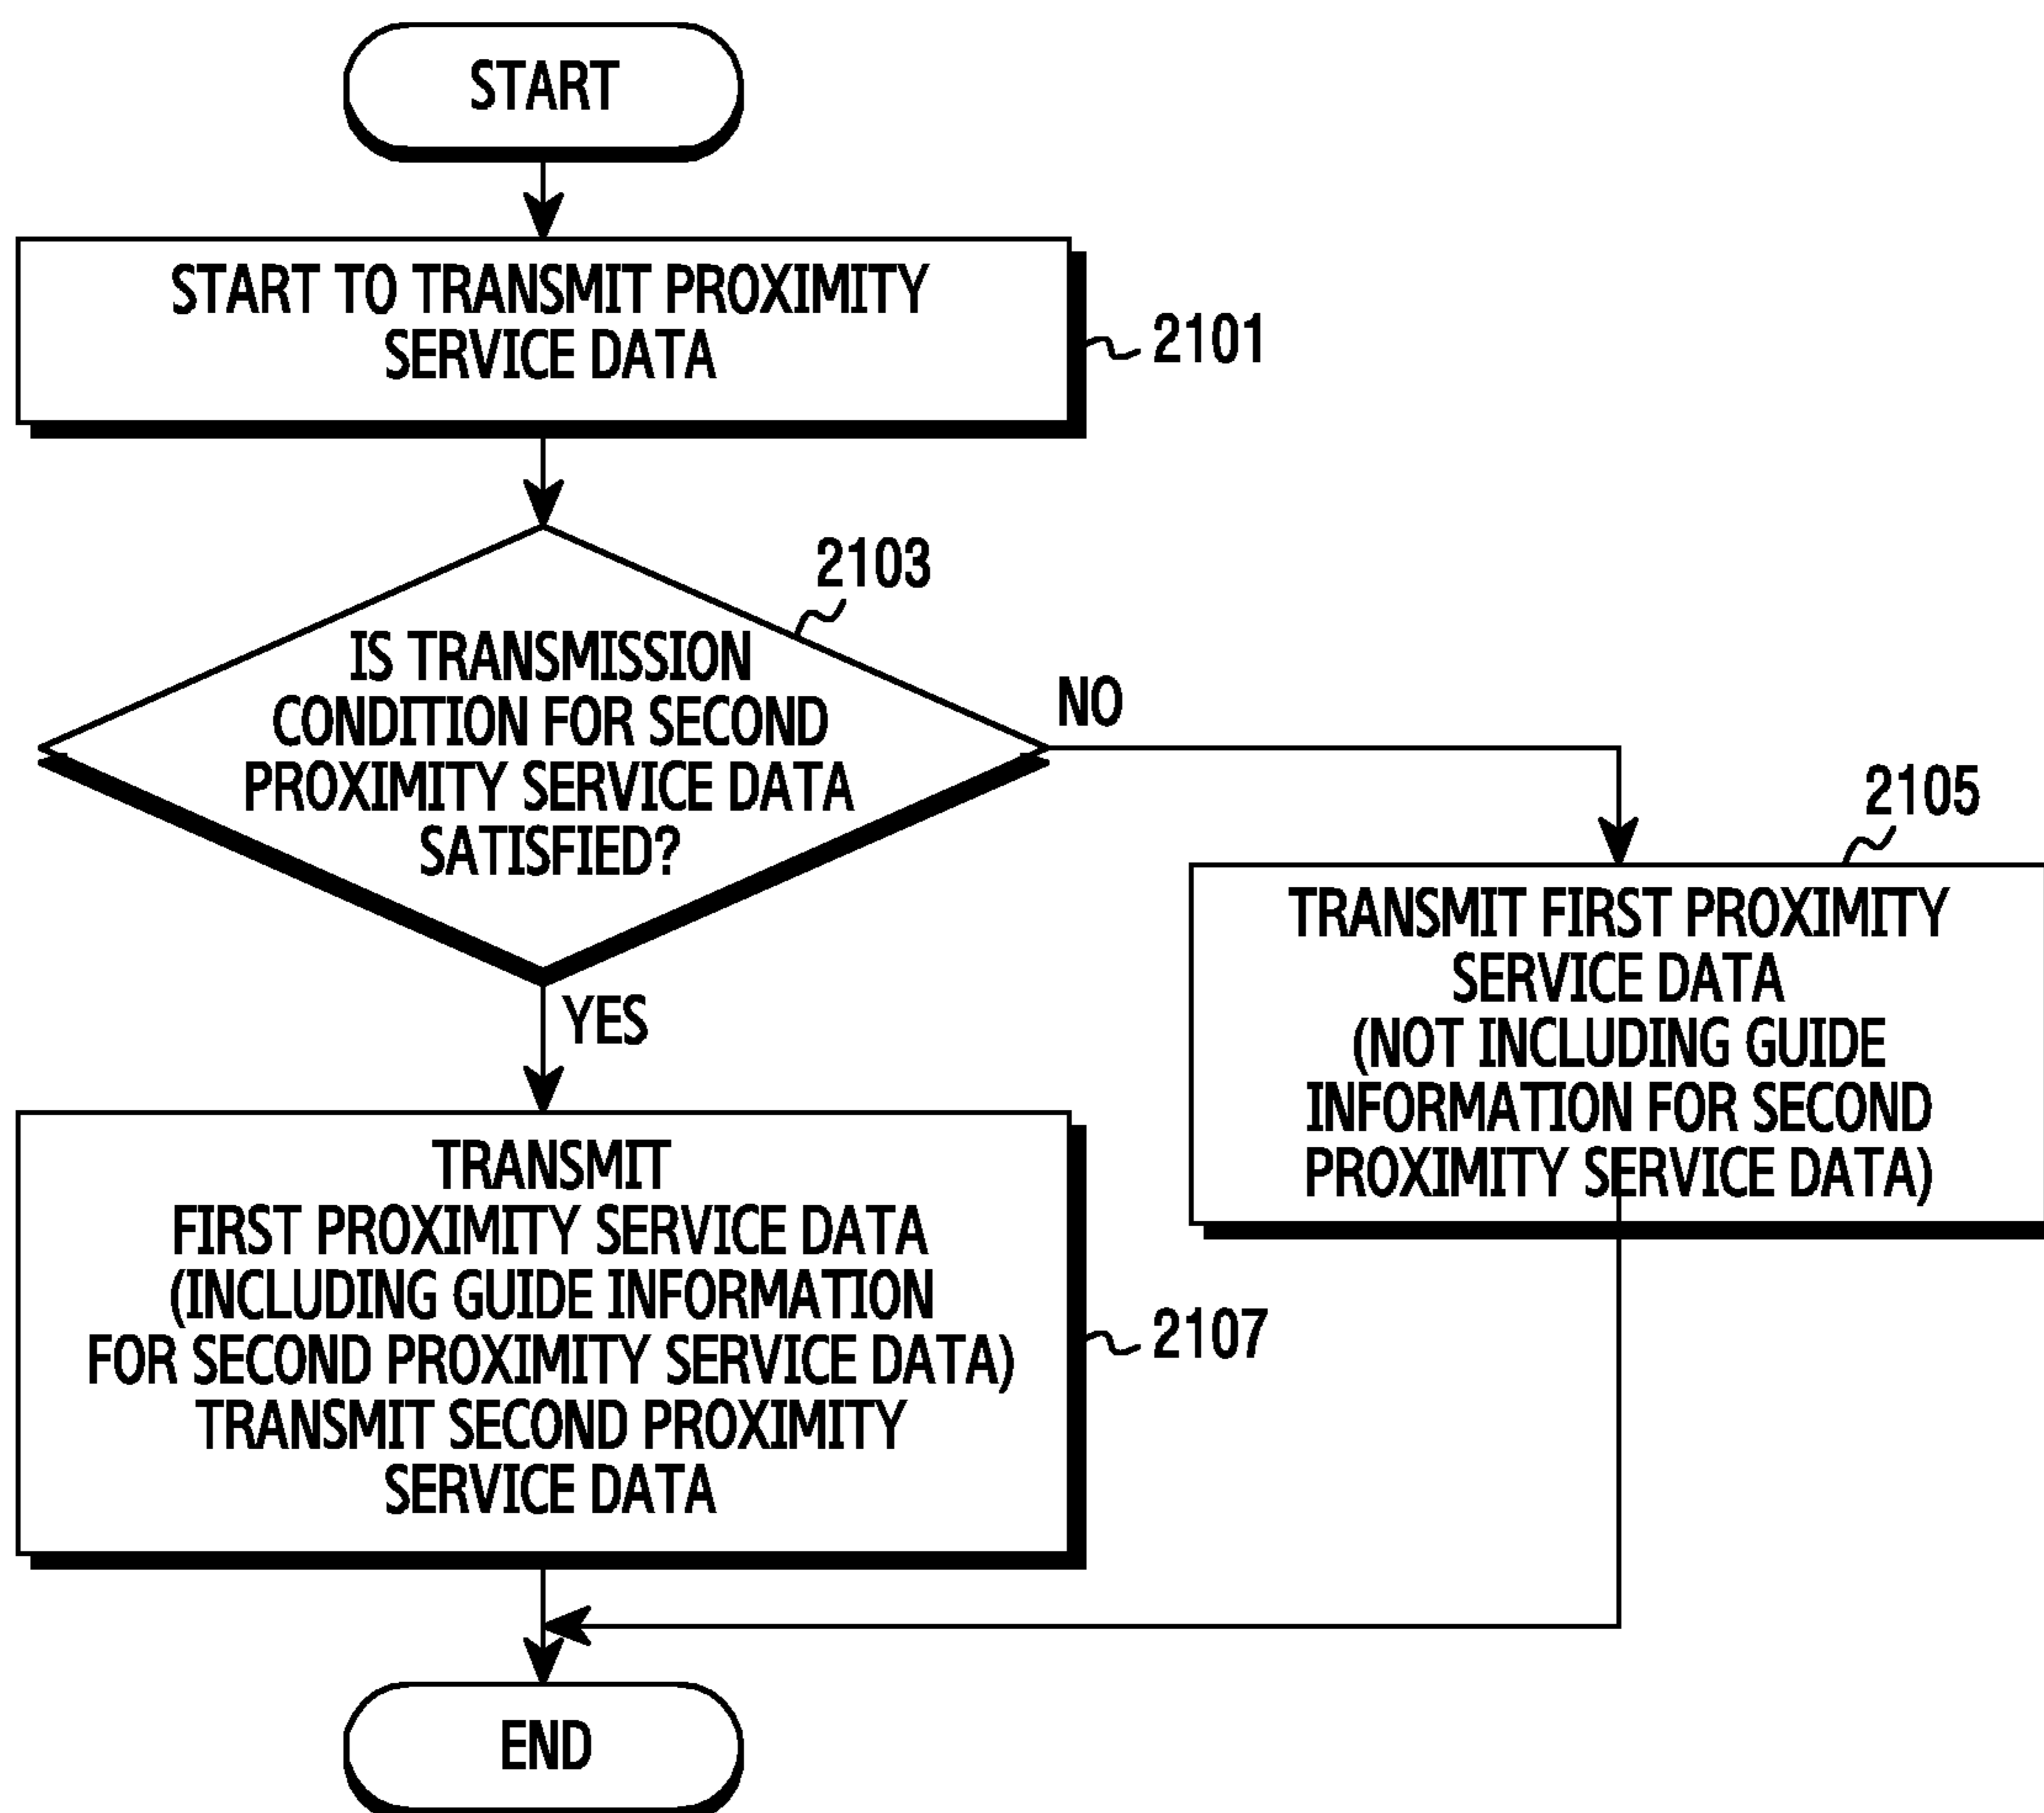 START
START TO TRANSMIT PROXIMITY
SERVICE DATA
2101
2103
IS TRANSMISSION
CONDITION FOR SECOND
PROXIMITY SERVICE DATA
SATISFIED?
NO
2105
TRANSMIT FIRST PROXIMITY
SERVICE DATA
(NOT INCLUDING GUIDE
INFORMATION FOR SECOND
PROXIMITY SERVICE DATA)
YES
TRANSMIT
FIRST PROXIMITY SERVICE DATA
(INCLUDING GUIDE INFORMATION
FOR SECOND PROXIMITY SERVICE DATA)
TRANSMIT SECOND PROXIMITY
SERVICE DATA
2107
END